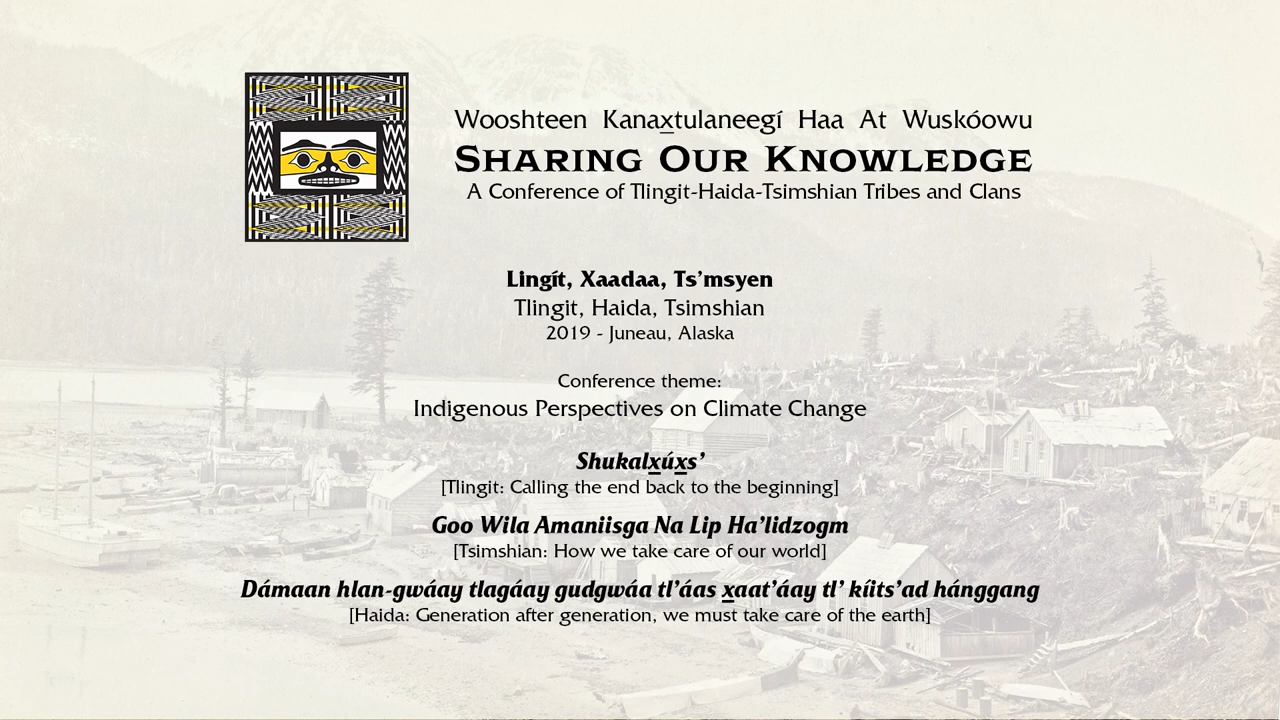 Wooshteen Kanax̲tulaneegí Haa At Wuskóowu
Sharing Our Knowledge
A Conference of Tlingit-Haida-Tsimshian Tribes and Clans
Lingít, Xaadaa, Ts’msyen
Tlingit, Haida, Tsimshian
2019 - Juneau, Alaska
Conference theme:
Indigenous Perspectives on Climate Change
Shukalx̲úx̲s’
[Tlingit: Calling the end back to the beginning]
Goo Wila Amaniisga Na Lip Ha’lidzogm
[Tsimshian: How we take care of our world]
Dámaan hlan-gwáay tlagáay gudgwáa tl’áas x̲aat’áay tl’ kíits’ad hánggang
[Haida: Generation after generation, we must take care of the earth]